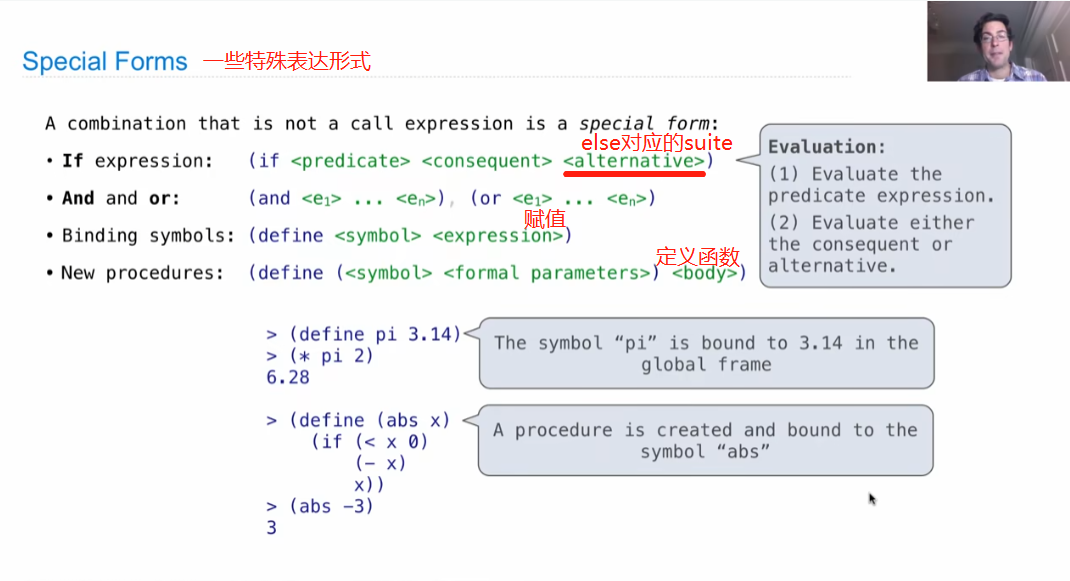 Special Forms 一些特殊表达形式
A combination that is not a call expression is a special form:
else对应的suite
• If expression: (if <predicate> <consequent> <alternative>)
• And and or: (and <e1> ... <en>), (or <e1> ... <en>)
赋值
• Binding symbols: (define <symbol> <expression>)
定义函数
• New procedures: (define (<symbol> <formal parameters>) <body>)
Evaluation:
(1) Evaluate the
predicate expression.
(2) Evaluate either
the consequent or
alternative.
> (define pi 3.14)
> (* pi 2)
6.28
The symbol “pi” is bound to 3.14 in the
global frame
> (define (abs x)
(if (< x 0)
(- x)
x))
> (abs -3)
3
A procedure is created and bound to the
symbol “abs”